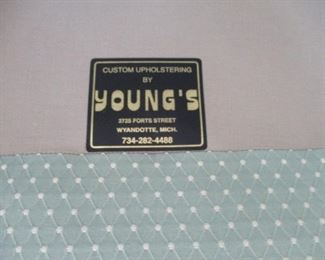 CUSTOM UPHOLSTERING
BY
YOUNG'S
2725 FORTS STREET
WYANDOTTE, MICH.
734-282-4488